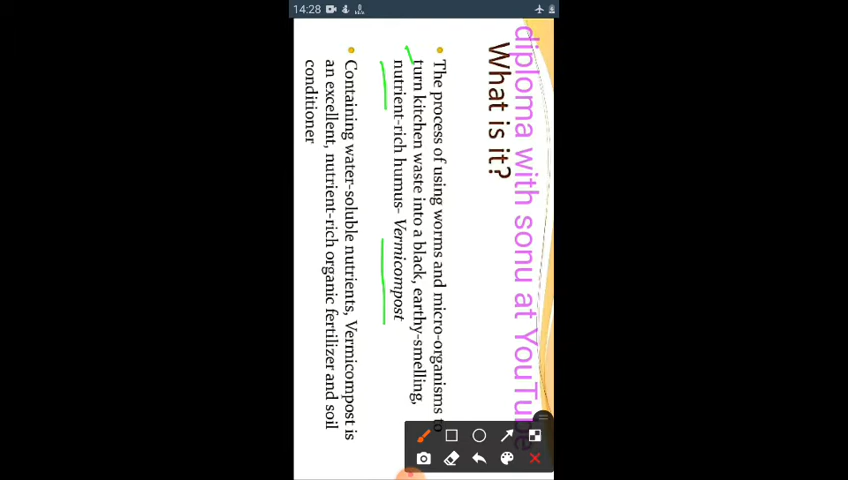 14:28
diploma with sonu at YouTube
What is it?
The process of using worms and micro-organisms to
turn kitchen waste into a black, earthy-smelling,
nutrient-rich humus- Vermicompost
Containing water-soluble nutrients, Vermicompost is
an excellent, nutrient-rich organic fertilizer and soil
conditioner